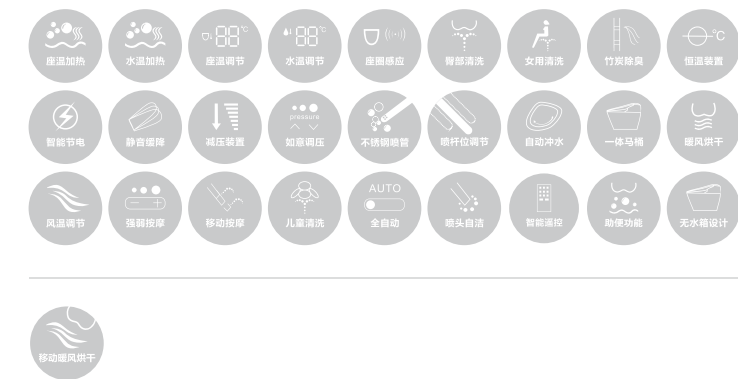 座温加热
水温加热
88 °C
座温调节
88 °C
水温调节
座圈感应
臀部清洗
女用清洗
竹炭除臭
°C
恒温装置
智能节电
静音缓降
减压装置
pressure
如意调压
不锈钢喷管
喷杆位调节
自动冲水
一体马桶
暖风烘干
风温调节
强弱按摩
移动按摩
儿童清洗
AUTO
全自动
喷头自洁
智能遥控
助便功能
无水箱设计
移动暖风烘干